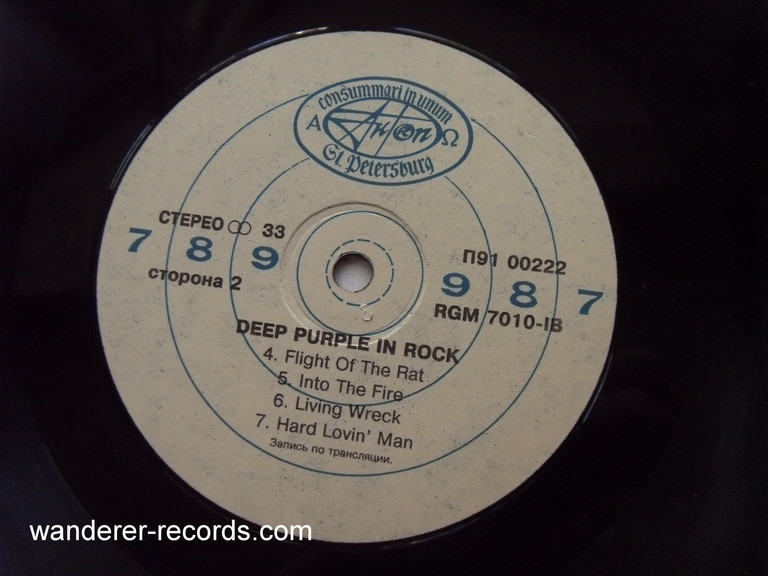 consummari in unum
Α AnTrop Ω
St. Petersburg
СТЕРЕО 33
7 8 9
сторона 2
П91 00222
9 8 7
RGM 7010-IB
DEEP PURPLE IN ROCK
4. Flight Of The Rat
5. Into The Fire
6. Living Wreck
7. Hard Lovin' Man
Запись по трансляции.
wanderer-records.com